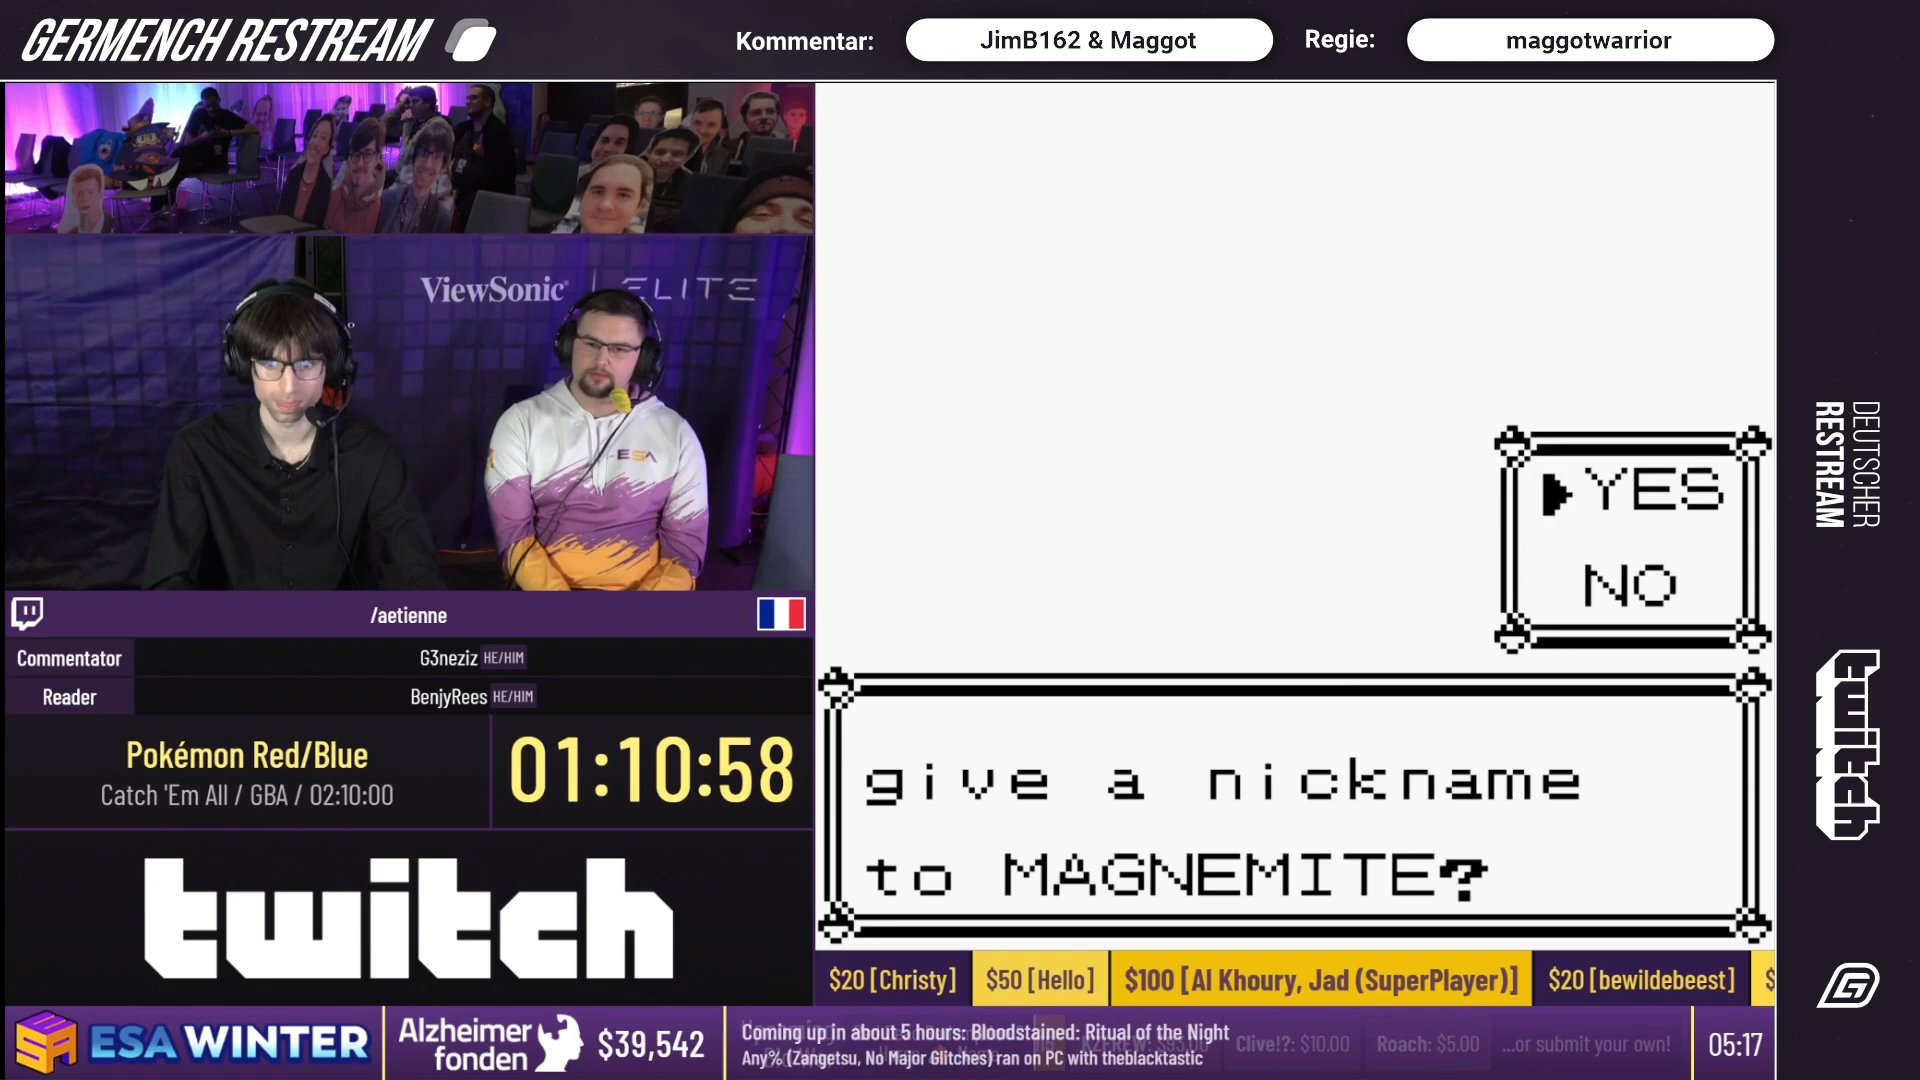 GERMENCH RESTREAM
Kommentar:
JimB162 & Maggot
Regie:
maggotwarrior
ViewSonic | ELITE
ESA
/aetienne
Commentator
G3neziz HE/HIM
Reader
BenjyRees HE/HIM
Pokémon Red/Blue
Catch 'Em All / GBA / 02:10:00
01:10:58
twitch
YES
NO
give a nickname
to MAGNEMITE?
$20 [Christy]
$50 [Hello]
$100 [Al Khoury, Jad (SuperPlayer)]
$20 [bewildebeest]
$
ESA WINTER
Alzheimer
fonden
$39,542
Coming up in about 5 hours: Bloodstained: Ritual of the Night
Any% (Zangetsu, No Major Glitches) ran on PC with theblacktastic
Clive!?: $10.00
Roach: $5.00
...or submit your own!
05:17
DEUTSCHER
RESTREAM
twitch